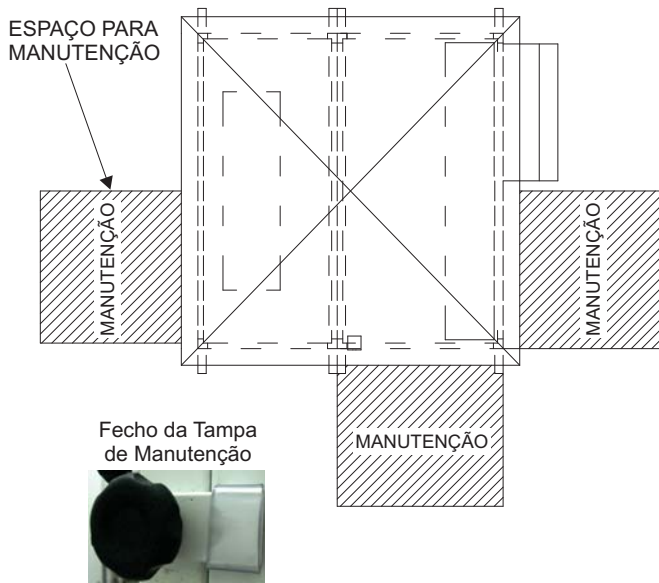 ESPAÇO PARA
MANUTENÇÃO
MANUTENÇÃO
MANUTENÇÃO
MANUTENÇÃO
Fecho da Tampa
de Manutenção